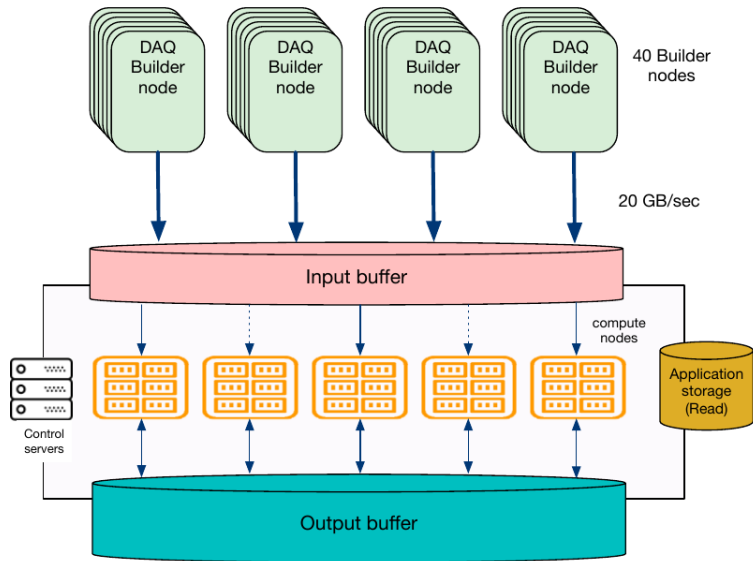 DAQ
Builder
node
DAQ
Builder
node
DAQ
Builder
node
DAQ
Builder
node
40 Builder
nodes
20 GB/sec
Input buffer
compute
nodes
Control
servers
Application
storage
(Read)
Output buffer